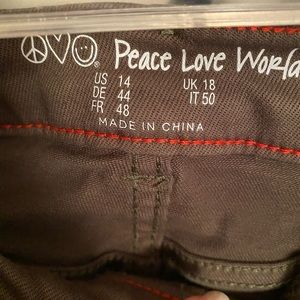 Peace Love World
US 14 UK 18
DE 44 IT 50
FR 48
MADE IN CHINA